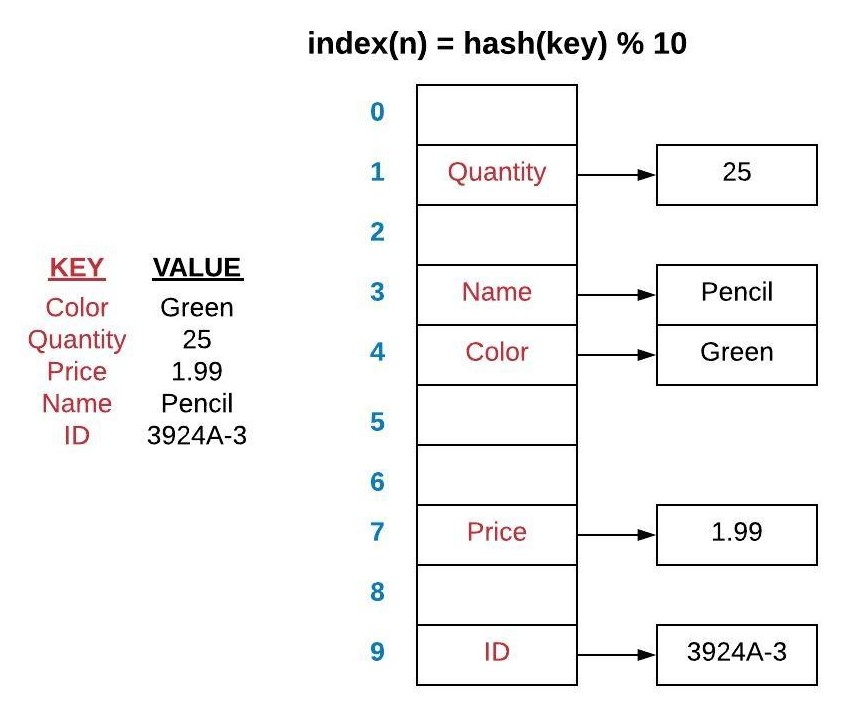 index(n) = hash(key) % 10
KEY VALUE
Color Green
Quantity 25
Price 1.99
Name Pencil
ID 3924A-3
0
1 Quantity 25
2
3 Name Pencil
4 Color Green
5
6
7 Price 1.99
8
9 ID 3924A-3